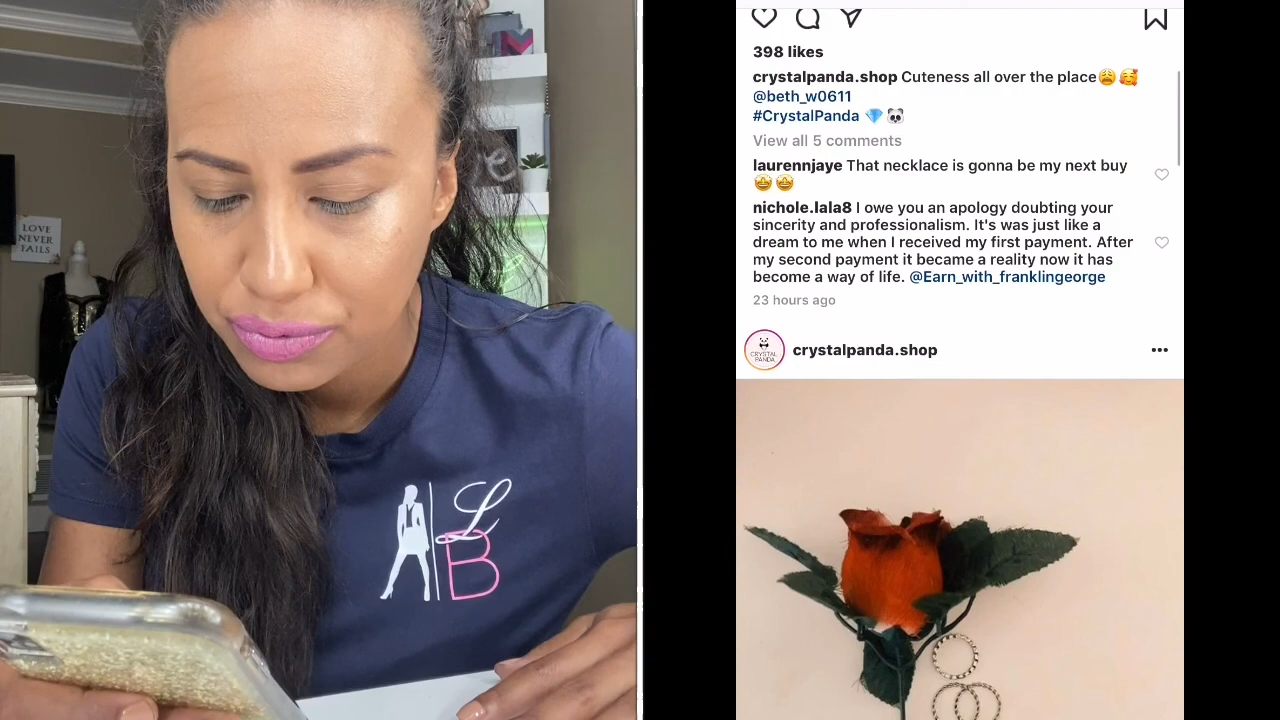 LOVE
NEVER
FAILS
L
B
398 likes
crystalpanda.shop Cuteness all over the place😩🥰
@beth_w0611
#CrystalPanda 💎🐼
View all 5 comments
laurennjaye That necklace is gonna be my next buy
🤩🤩
nichole.lala8 I owe you an apology doubting your
sincerity and professionalism. It's was just like a
dream to me when I received my first payment. After
my second payment it became a reality now it has
become a way of life. @Earn_with_franklingeorge
23 hours ago
CRYSTAL
PANDA
crystalpanda.shop